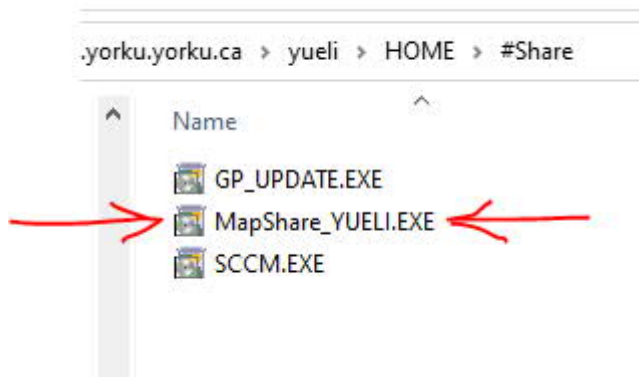 .yorku.yorku.ca > yueli > HOME > #Share
Name
GP_UPDATE.EXE
MapShare_YUELI.EXE
SCCM.EXE